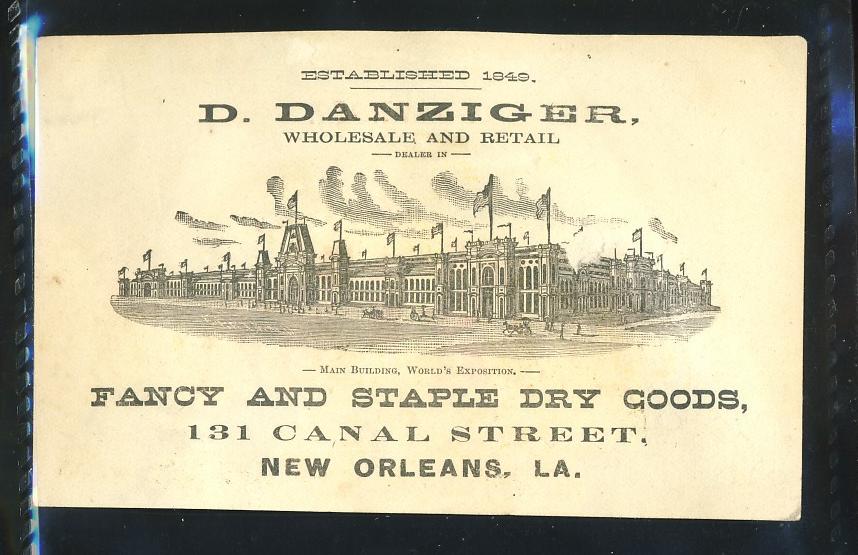 ESTABLISHED 1849.
D. DANZIGER,
WHOLESALE AND RETAIL
— DEALER IN —
— MAIN BUILDING, WORLD'S EXPOSITION. —
FANCY AND STAPLE DRY GOODS,
131 CANAL STREET,
NEW ORLEANS, LA.